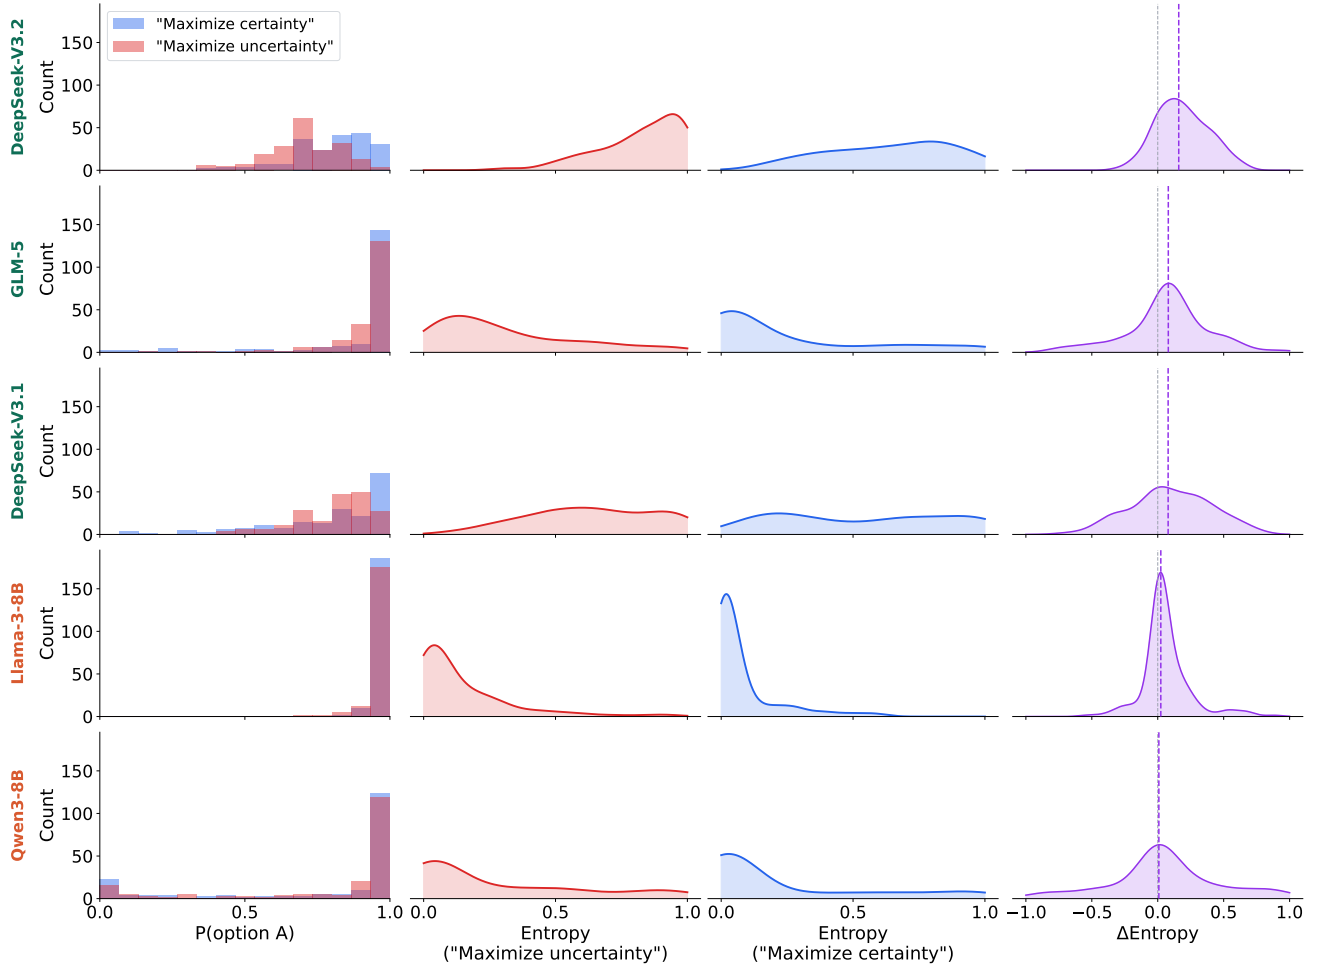 DeepSeek-V3.2
Count
150
100
50
0
"Maximize certainty"
"Maximize uncertainty"
GLM-5
Count
150
100
50
0
DeepSeek-V3.1
Count
150
100
50
0
Llama-3-8B
Count
150
100
50
0
Qwen3-8B
Count
150
100
50
0
0.0 0.5 1.0
P(option A)
0.0 0.5 1.0
Entropy
("Maximize uncertainty")
0.0 0.5 1.0
Entropy
("Maximize certainty")
−1.0 −0.5 0.0 0.5 1.0
ΔEntropy